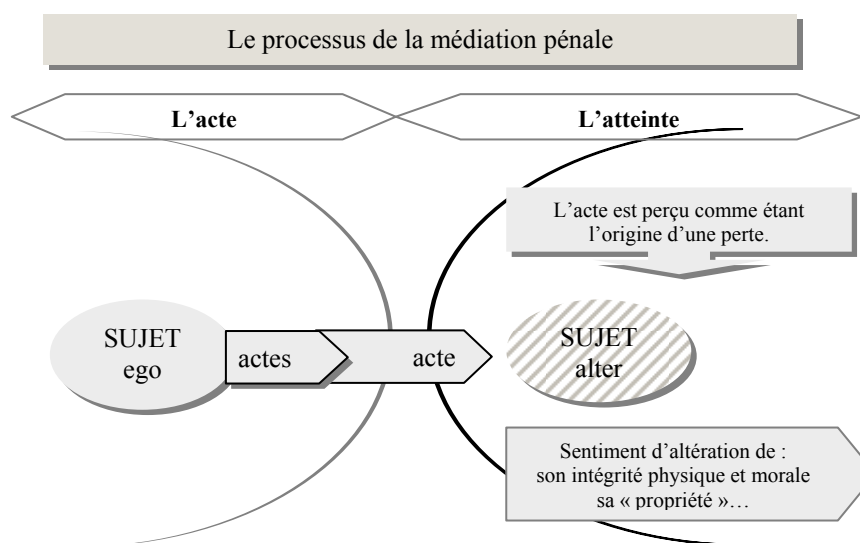 Le processus de la médiation pénale
L’acte
L’atteinte
L’acte est perçu comme étant
l’origine d’une perte.
SUJET
ego
actes
acte
SUJET
alter
Sentiment d’altération de :
son intégrité physique et morale
sa « propriété »…